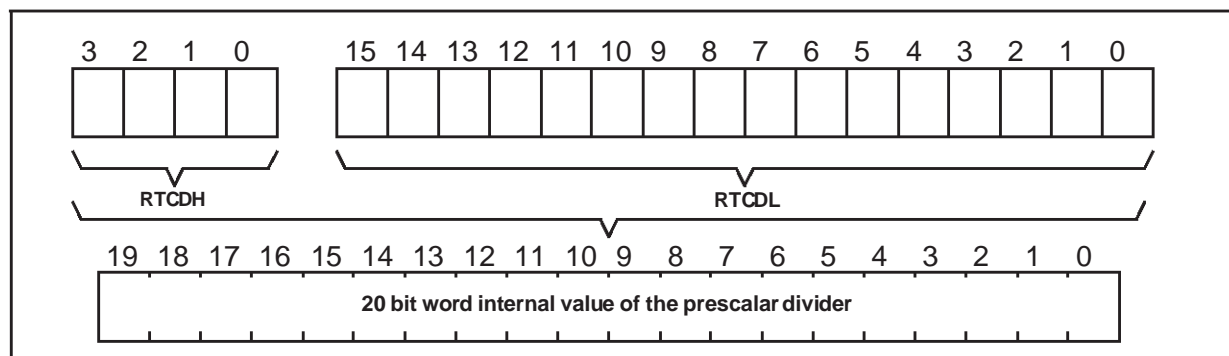 3 2 1 0 15 14 13 12 11 10 9 8 7 6 5 4 3 2 1 0
RTCDH RTCDL
19 18 17 16 15 14 13 12 11 10 9 8 7 6 5 4 3 2 1 0
20 bit word internal value of the prescalar divider